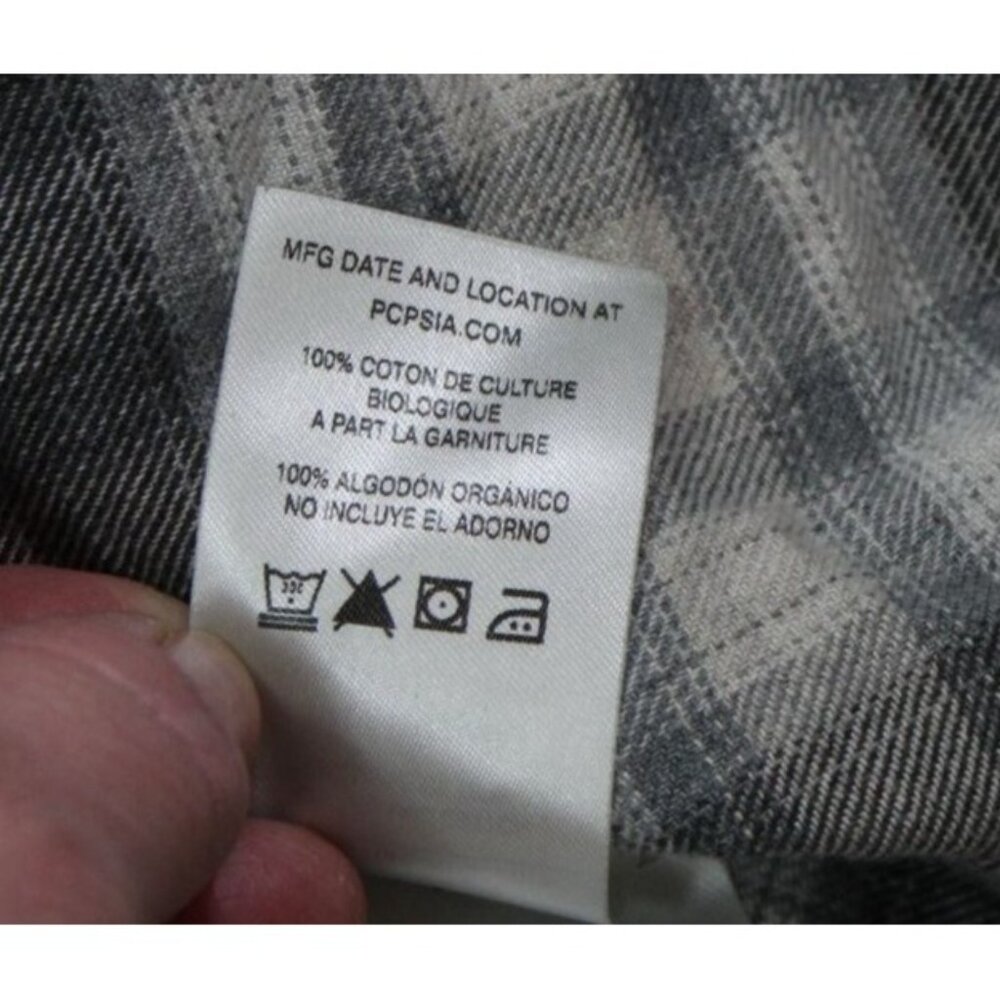 MFG DATE AND LOCATION AT
PCPSIA.COM
100% COTON DE CULTURE
BIOLOGIQUE
A PART LA GARNITURE
100% ALGODÓN ORGÁNICO
NO INCLUYE EL ADORNO